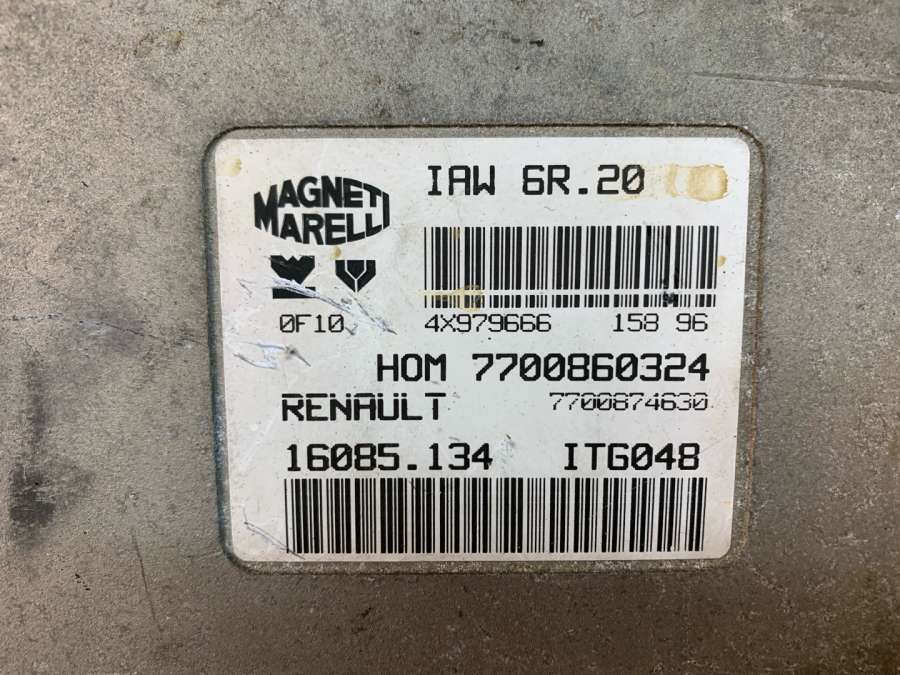 MAGNETI
MARELLI
IAW 6R.20
0F10
4X979666 158 96
HOM 7700860324
RENAULT 7700874630
16085.134 ITG048